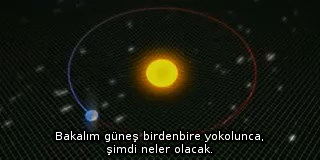 Bakalım güneş birdenbire yokolunca,
şimdi neler olacak.